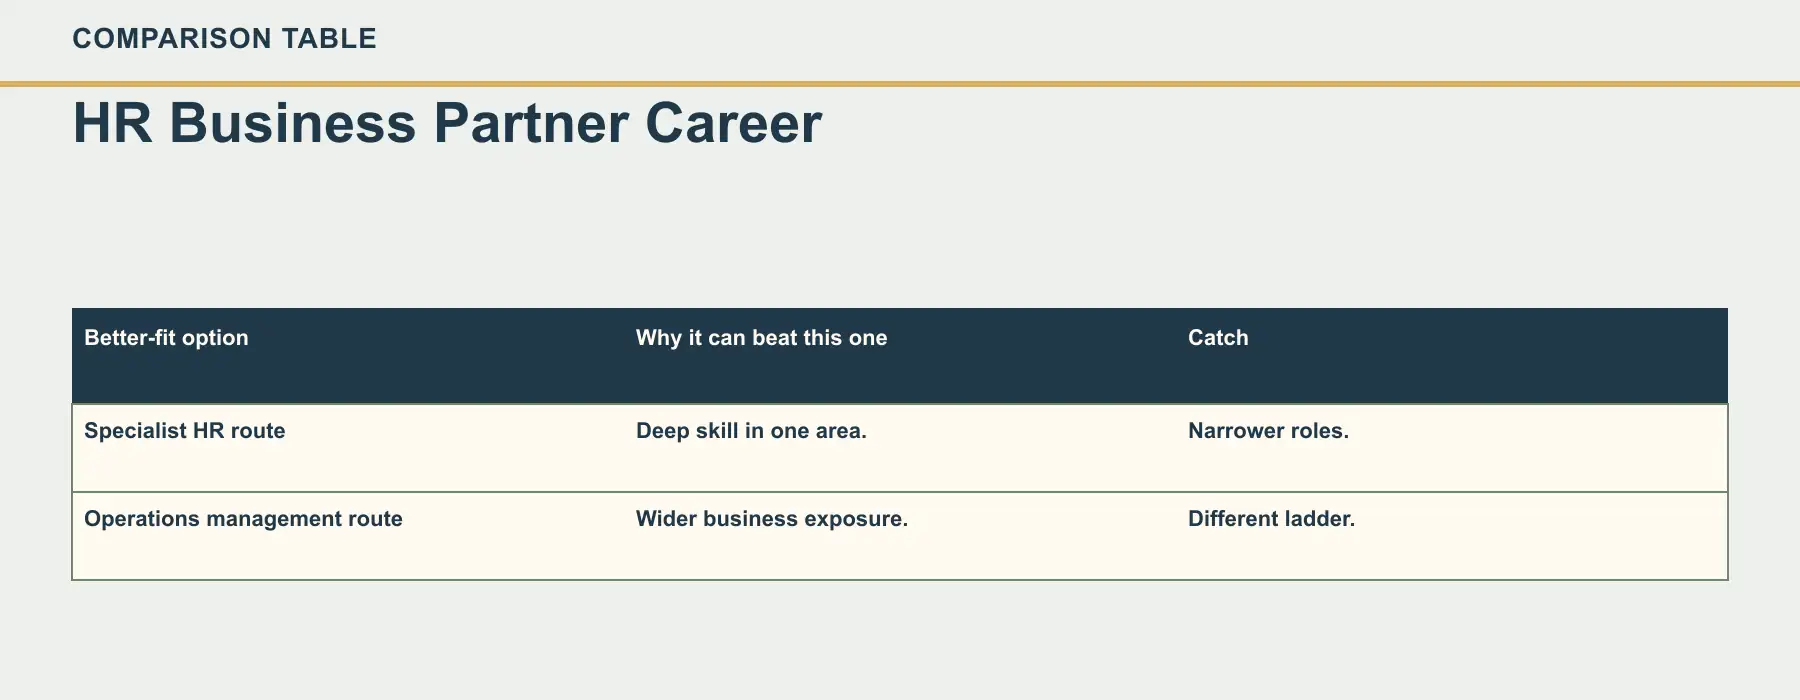 COMPARISON TABLE
HR Business Partner Career
Better-fit option Why it can beat this one Catch
Specialist HR route Deep skill in one area. Narrower roles.
Operations management route Wider business exposure. Different ladder.